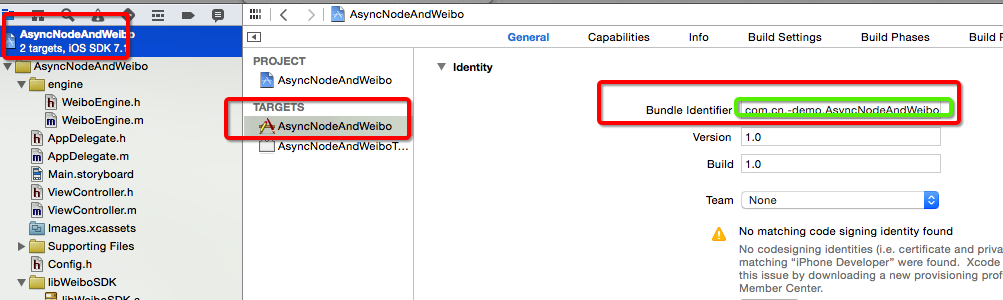 AsyncNodeAndWibo
AsyncNodeAndWeibo
2 targets, iOS SDK 7.1
General
Capabilities
Info
Build Settings
Build Phases
Build R
AsyncNodeAndWeibo
engine
WeiboEngine.h
WeiboEngine.m
AppDelegate.h
AppDelegate.m
Main.storyboard
ViewController.h
ViewController.m
Images.xcassets
Supporting Files
Config.h
libWeiboSDK
libWeiboSDK.a
PROJECT
AsyncNodeAndWeibo
TARGETS
AsyncNodeAndWeibo
AsyncNodeAndWeiboT...
Identity
Bundle Identifier
com.cn.-demo.AsyncNodeAndWeibo
Version
1.0
Build
1.0
Team
None
No matching code signing identity found
No codesigning identities (i.e. certificate and priva
matching “iPhone Developer” were found. Xcode
this issue by downloading a new provisioning prof
Member Center.